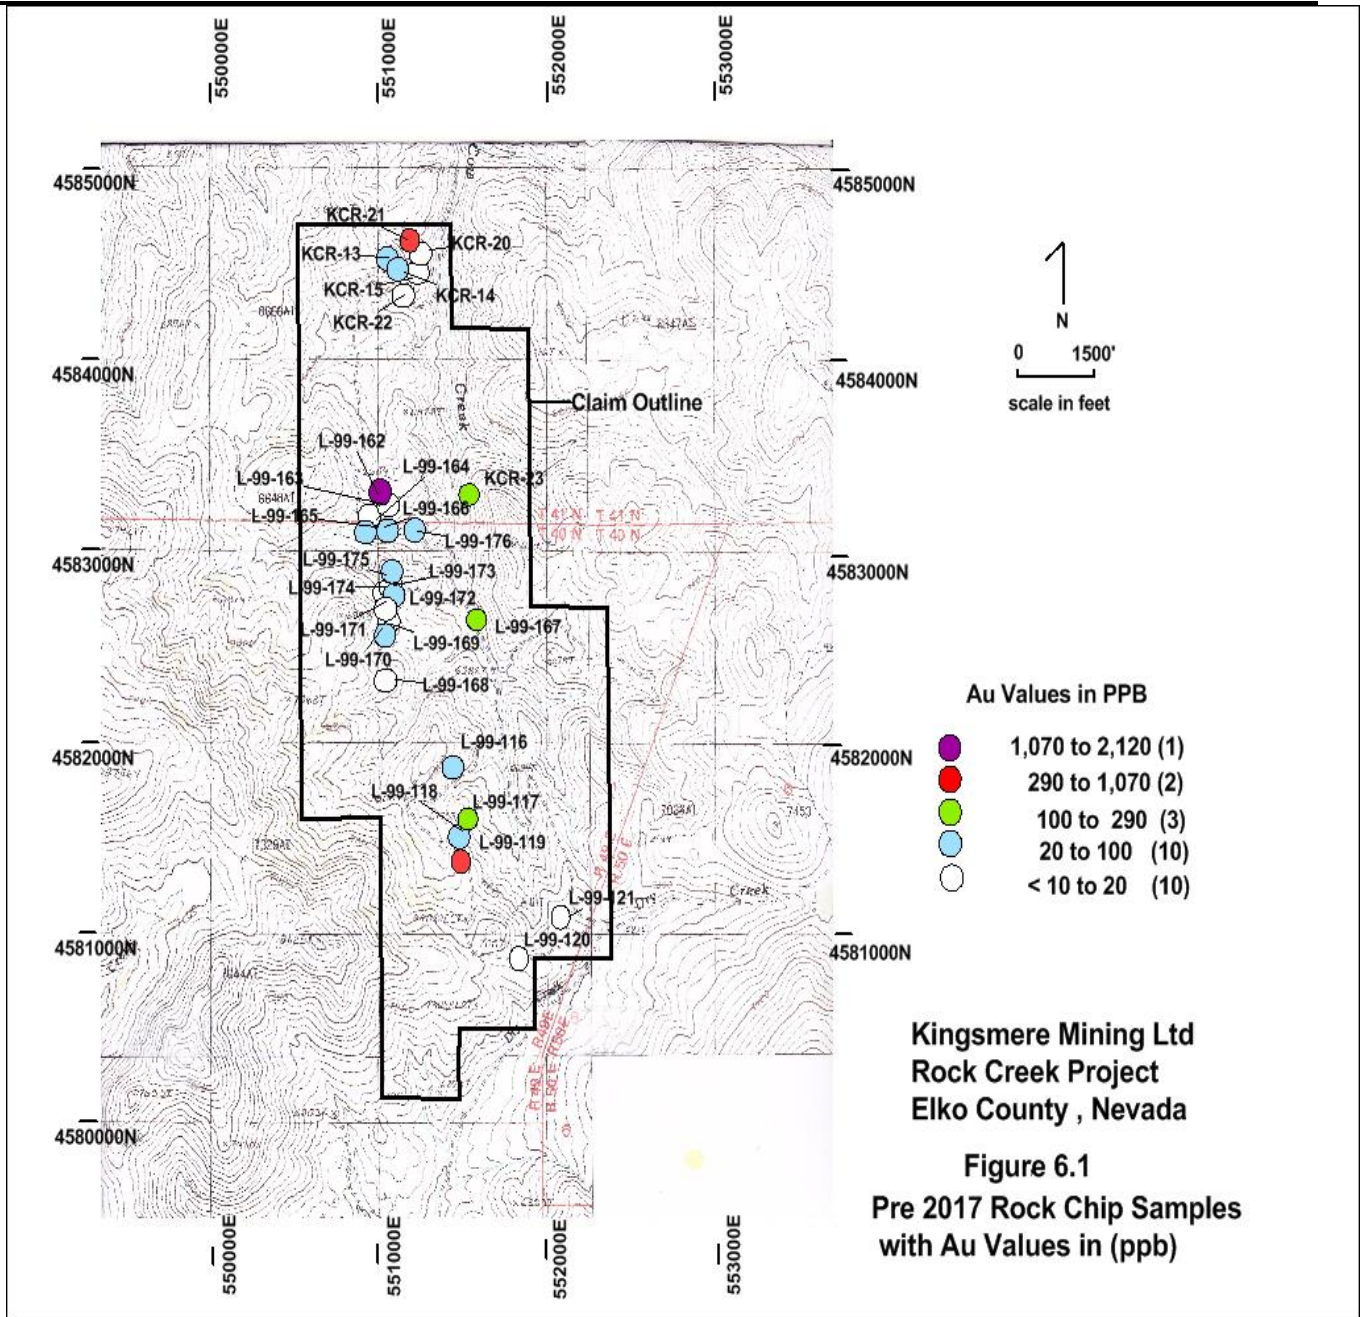 550000E
551000E
552000E
553000E
4585000N
4585000N
KCR-21
KCR-20
KCR-13
KCR-15
KCR-14
KCR-22
N
0 1500'
scale in feet
4584000N
4584000N
Creek
Claim Outline
L-99-162
L-99-164
L-99-163
KCR-23
L-99-166
L-99-165
T 41 N T 41 N
T 40 N T 40 N
L-99-176
4583000N
4583000N
L-99-175
L-99-173
L-99-174
L-99-172
L-99-167
L-99-171
L-99-169
L-99-170
L-99-168
Au Values in PPB
1,070 to 2,120 (1)
290 to 1,070 (2)
100 to 290 (3)
20 to 100 (10)
< 10 to 20 (10)
4582000N
4582000N
L-99-116
L-99-118
L-99-117
L-99-119
7453
Creek
L-99-121
L-99-120
4581000N
4581000N
R 49 E
R 50 E
Kingsmere Mining Ltd
Rock Creek Project
Elko County , Nevada
4580000N
Figure 6.1
Pre 2017 Rock Chip Samples
with Au Values in (ppb)
550000E
551000E
552000E
553000E